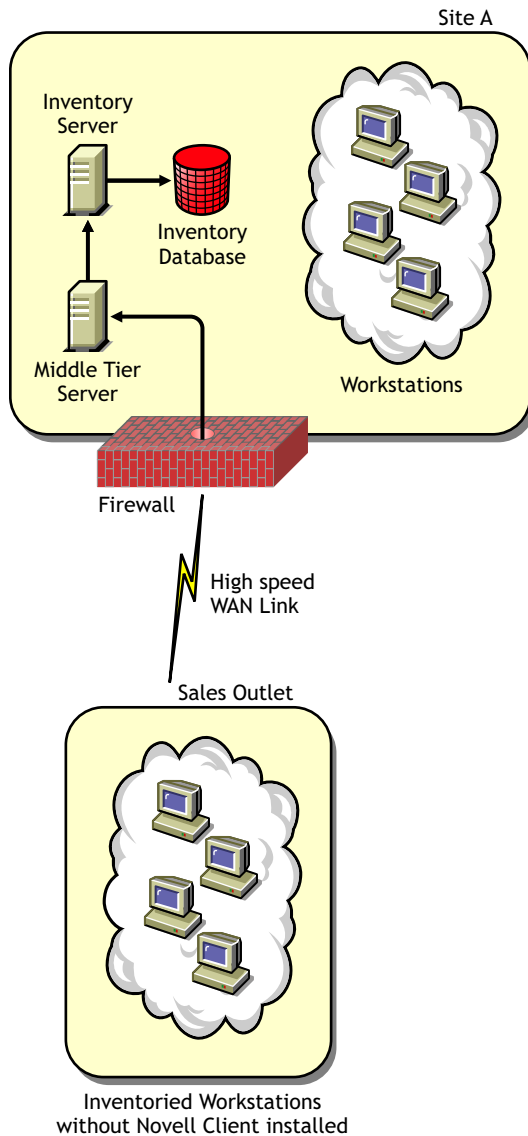 Site A
Inventory
Server
Inventory
Database
Middle Tier
Server
Workstations
Firewall
High speed
WAN Link
Sales Outlet
Inventoried Workstations
without Novell Client installed